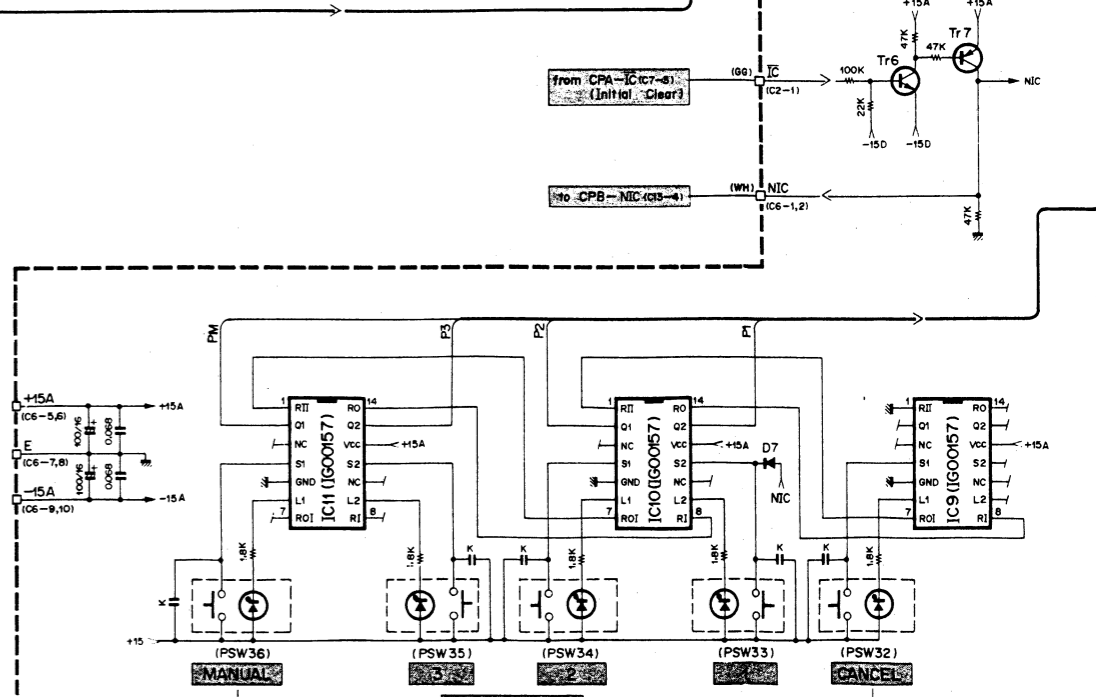 +15A +15A
47K 47K Tr 7
Tr6
from CPA-IC (C7-8)
(Initial Clear)
(GG) IC
(C2-1)
100K
NIC
22K
-15D -15D
to CPB-NIC (C13-4)
(WH) NIC
(C6-1,2)
47K
PM P3 P2 P1
+15A
(C6-5,6)
+15A
100/16 0.068
E
(C6-7,8)
100/16 0.068
-15A
(C6-9,10)
-15A
1 RII RO 14
Q1 Q2
NC Vcc +15A
S1 S2
GND NC
L1 L2
7 ROI RI 8
IC11 (IG00157)
1 RII RO 14
Q1 Q2
NC Vcc +15A
S1 S2 D7
GND NC NIC
L1 L2
7 ROI RI 8
IC10 (IG00157)
1 RII RO 14
Q1 Q2
NC Vcc +15A
S1 S2
GND NC
L1 L2
7 ROI RI 8
IC9 (IG00157)
K 1.8K 1.8K K K 1.8K 1.8K K K 1.8K
+15
(PSW36) (PSW35) (PSW34) (PSW33) (PSW32)
MANUAL 3 2 1 CANCEL